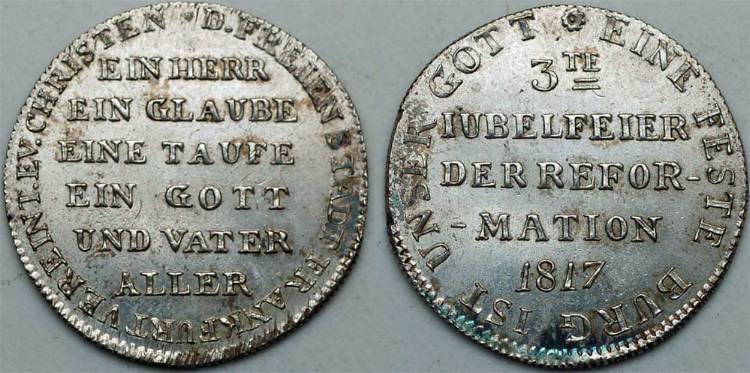 VEREINT.EV.CHRISTEN · D.FREIEN STADT FRANKFURT
EIN HERR
EIN GLAUBE
EINE TAUFE
EIN GOTT
UND VATER
ALLER
EINE FESTE BURG IST UNSER GOTT
3TE
IUBELFEIER
DER REFOR-
-MATION
1817